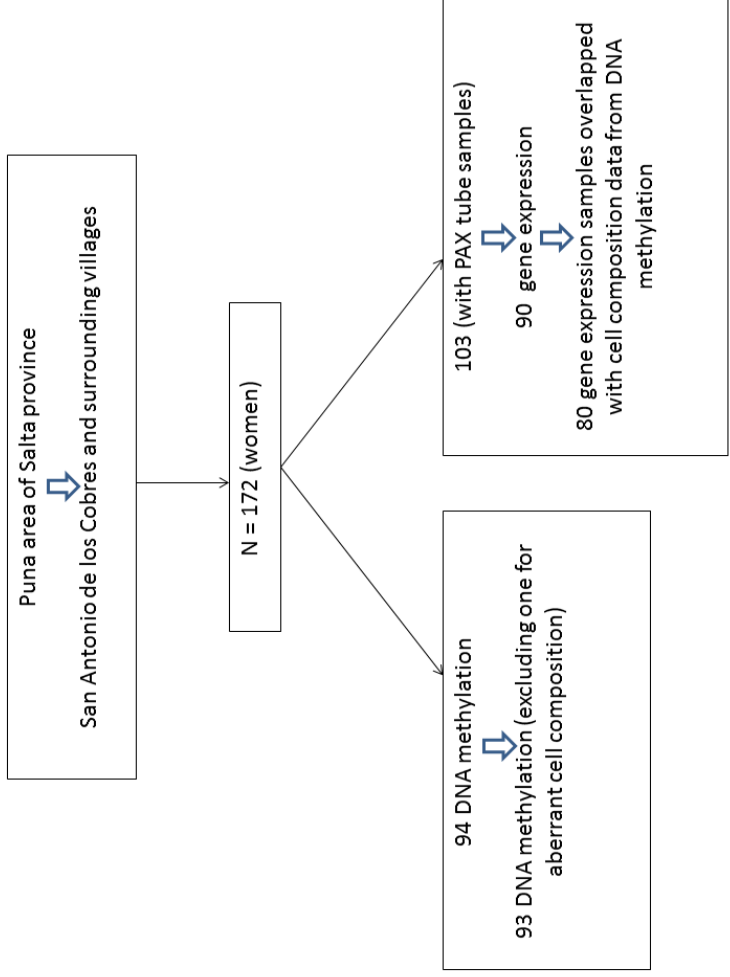 Puna area of Salta province
San Antonio de los Cobres and surrounding villages
N = 172 (women)
94 DNA methylation
93 DNA methylation (excluding one for
aberrant cell composition)
103 (with PAX tube samples)
90 gene expression
80 gene expression samples overlapped
with cell composition data from DNA
methylation